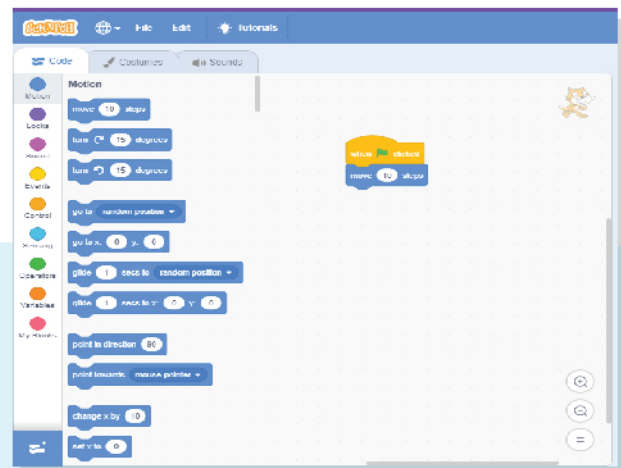 SCRATCH File Edit Tutorials
Code Costumes Sounds
Motion
Motion
Looks
Sound
Events
Control
Sensing
Operators
Variables
My Blocks
move 10 steps
turn 15 degrees
turn 15 degrees
go to random position
go to x: 0 y: 0
glide 1 secs to random position
glide 1 secs to x: 0 y: 0
point in direction 90
point towards mouse-pointer
change x by 10
set x to 0
when clicked
move 10 steps